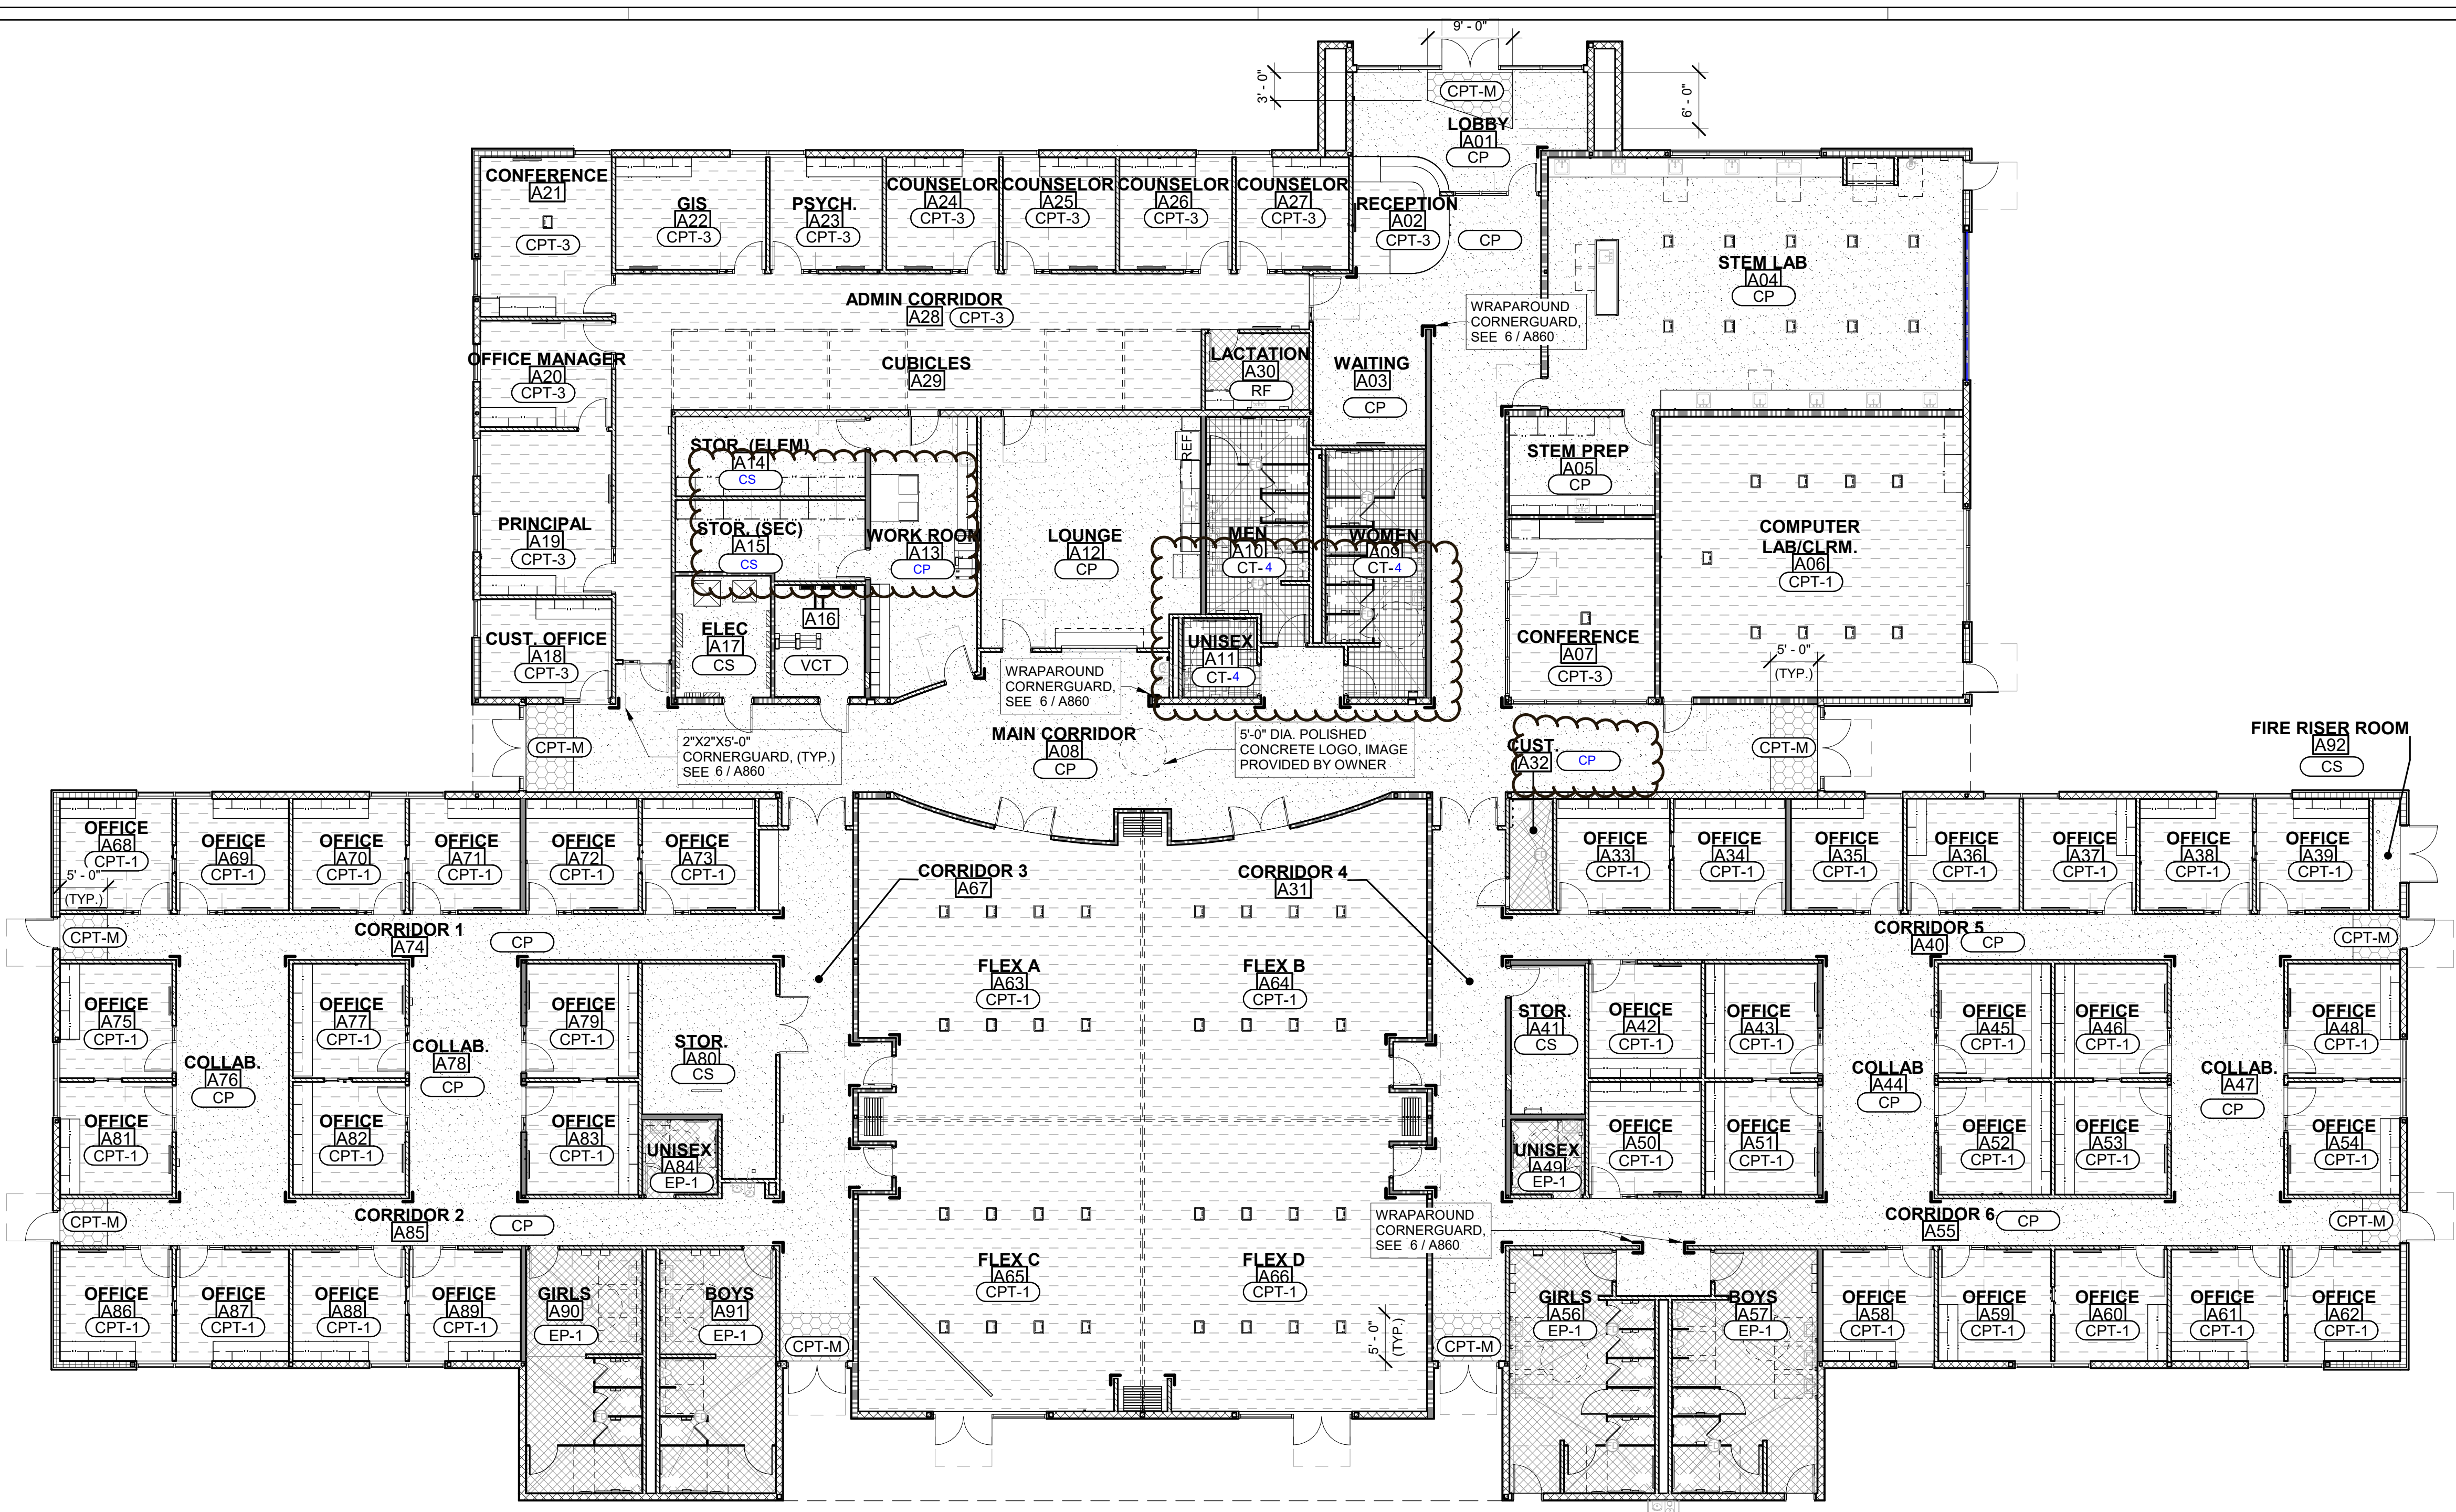 9' - 0"
3' - 0"
CPT-M
6' - 0"
LOBBY
A01
CP
CONFERENCE
A21
CPT-3
GIS
A22
CPT-3
PSYCH.
A23
CPT-3
COUNSELOR
A24
CPT-3
COUNSELOR
A25
CPT-3
COUNSELOR
A26
CPT-3
COUNSELOR
A27
CPT-3
RECEPTION
A02
CPT-3
CP
STEM LAB
A04
CP
ADMIN CORRIDOR
A28 CPT-3
WRAPAROUND
CORNERGUARD,
SEE 6 / A860
OFFICE MANAGER
A20
CPT-3
CUBICLES
A29
LACTATION
A30
RF
WAITING
A03
CP
STOR. (ELEM)
A14
CS
REF
STEM PREP
A05
CP
PRINCIPAL
A19
CPT-3
STOR. (SEC)
A15
CS
WORK ROOM
A13
CP
LOUNGE
A12
CP
MEN
A10
CT-4
WOMEN
A09
CT-4
COMPUTER
LAB/CLRM.
A06
CPT-1
CUST. OFFICE
A18
CPT-3
ELEC
A17
CS
IT
A16
VCT
UNISEX
A11
CT-4
CONFERENCE
A07
CPT-3
5' - 0"
(TYP.)
WRAPAROUND
CORNERGUARD,
SEE 6 / A860
CPT-M
2"X2"X5'-0"
CORNERGUARD, (TYP.)
SEE 6 / A860
MAIN CORRIDOR
A08
CP
5'-0" DIA. POLISHED
CONCRETE LOGO, IMAGE
PROVIDED BY OWNER
CUST.
A32
CP
CPT-M
FIRE RISER ROOM
A92
CS
OFFICE
A68
CPT-1
5' - 0"
(TYP.)
OFFICE
A69
CPT-1
OFFICE
A70
CPT-1
OFFICE
A71
CPT-1
OFFICE
A72
CPT-1
OFFICE
A73
CPT-1
CORRIDOR 3
A67
CORRIDOR 4
A31
OFFICE
A33
CPT-1
OFFICE
A34
CPT-1
OFFICE
A35
CPT-1
OFFICE
A36
CPT-1
OFFICE
A37
CPT-1
OFFICE
A38
CPT-1
OFFICE
A39
CPT-1
CPT-M
CORRIDOR 1
A74
CP
CORRIDOR 5
A40
CP
CPT-M
OFFICE
A75
CPT-1
COLLAB.
A76
CP
OFFICE
A77
CPT-1
COLLAB.
A78
CP
OFFICE
A79
CPT-1
STOR.
A80
CS
FLEX A
A63
CPT-1
FLEX B
A64
CPT-1
STOR.
A41
CS
OFFICE
A42
CPT-1
OFFICE
A43
CPT-1
COLLAB
A44
CP
OFFICE
A45
CPT-1
OFFICE
A46
CPT-1
COLLAB.
A47
CP
OFFICE
A48
CPT-1
OFFICE
A81
CPT-1
OFFICE
A82
CPT-1
OFFICE
A83
CPT-1
UNISEX
A84
EP-1
UNISEX
A49
EP-1
OFFICE
A50
CPT-1
OFFICE
A51
CPT-1
OFFICE
A52
CPT-1
OFFICE
A53
CPT-1
OFFICE
A54
CPT-1
CPT-M
CORRIDOR 2
A85
CP
WRAPAROUND
CORNERGUARD,
SEE 6 / A860
CORRIDOR 6
A55
CP
CPT-M
OFFICE
A86
CPT-1
OFFICE
A87
CPT-1
OFFICE
A88
CPT-1
OFFICE
A89
CPT-1
GIRLS
A90
EP-1
BOYS
A91
EP-1
CPT-M
FLEX C
A65
CPT-1
FLEX D
A66
CPT-1
5' - 0"
(TYP.)
CPT-M
GIRLS
A56
EP-1
BOYS
A57
EP-1
OFFICE
A58
CPT-1
OFFICE
A59
CPT-1
OFFICE
A60
CPT-1
OFFICE
A61
CPT-1
OFFICE
A62
CPT-1